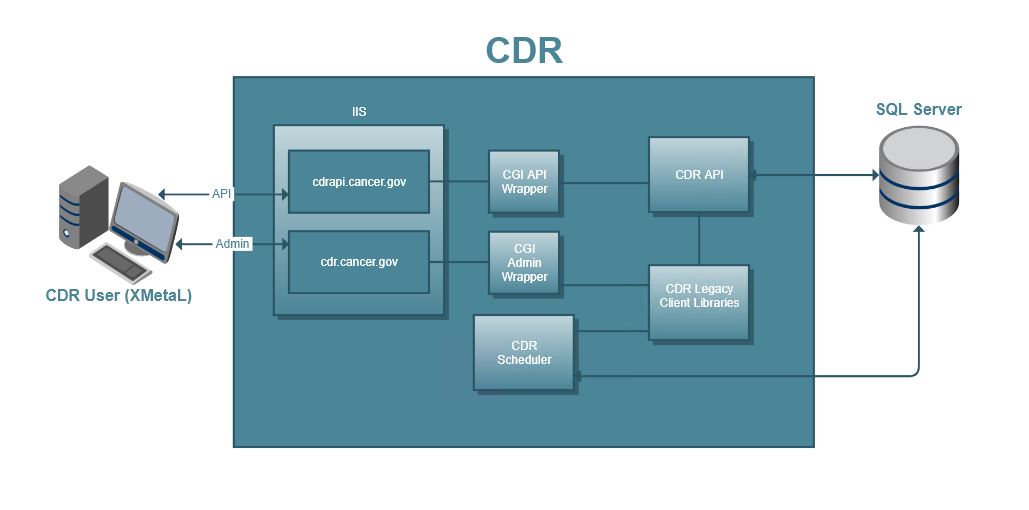 CDR
SQL Server
IIS
cdrapi.cancer.gov
CGI API
Wrapper
CDR API
API
Admin
cdr.cancer.gov
CGI
Admin
Wrapper
CDR Legacy
Client Libraries
CDR User (XMetaL)
CDR
Scheduler